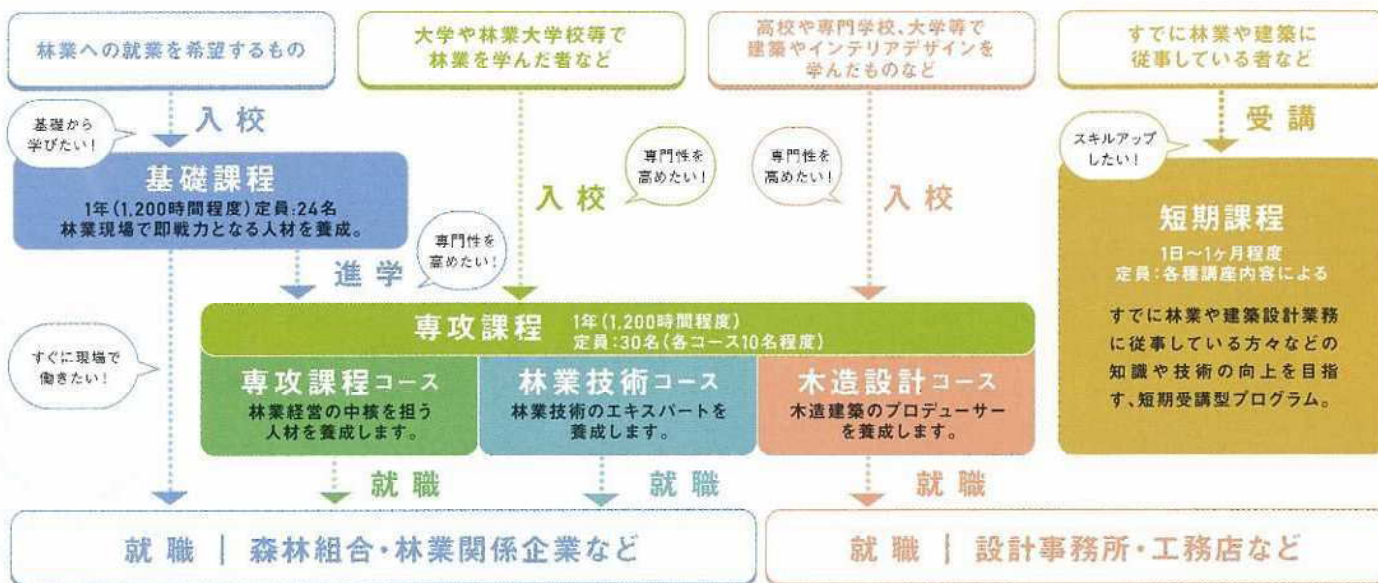 林業への就業を希望するもの
大学や林業大学校等で
林業を学んだ者など
高校や専門学校、大学等で
建築やインテリアデザインを
学んだものなど
すでに林業や建築に
従事している者など
基礎から
学びたい！
入校
専門性を
高めたい！
入校
専門性を
高めたい！
入校
スキルアップ
したい！
受講
基礎課程
1年(1,200時間程度)定員:24名
林業現場で即戦力となる人材を養成。
進学
専門性を
高めたい！
短期課程
1日〜1ヶ月程度
定員:各種講座内容による
すでに林業や建築設計業務
に従事している方々などの
知識や技術の向上を目指
す、短期受講型プログラム。
専攻課程
1年(1,200時間程度)
定員:30名(各コース10名程度)
すぐに現場で
働きたい！
専攻課程コース
林業経営の中核を担う
人材を養成します。
林業技術コース
林業技術のエキスパートを
養成します。
木造設計コース
木造建築のプロデューサー
を養成します。
就職
就職
就職
就職 | 森林組合・林業関係企業など
就職 | 設計事務所・工務店など